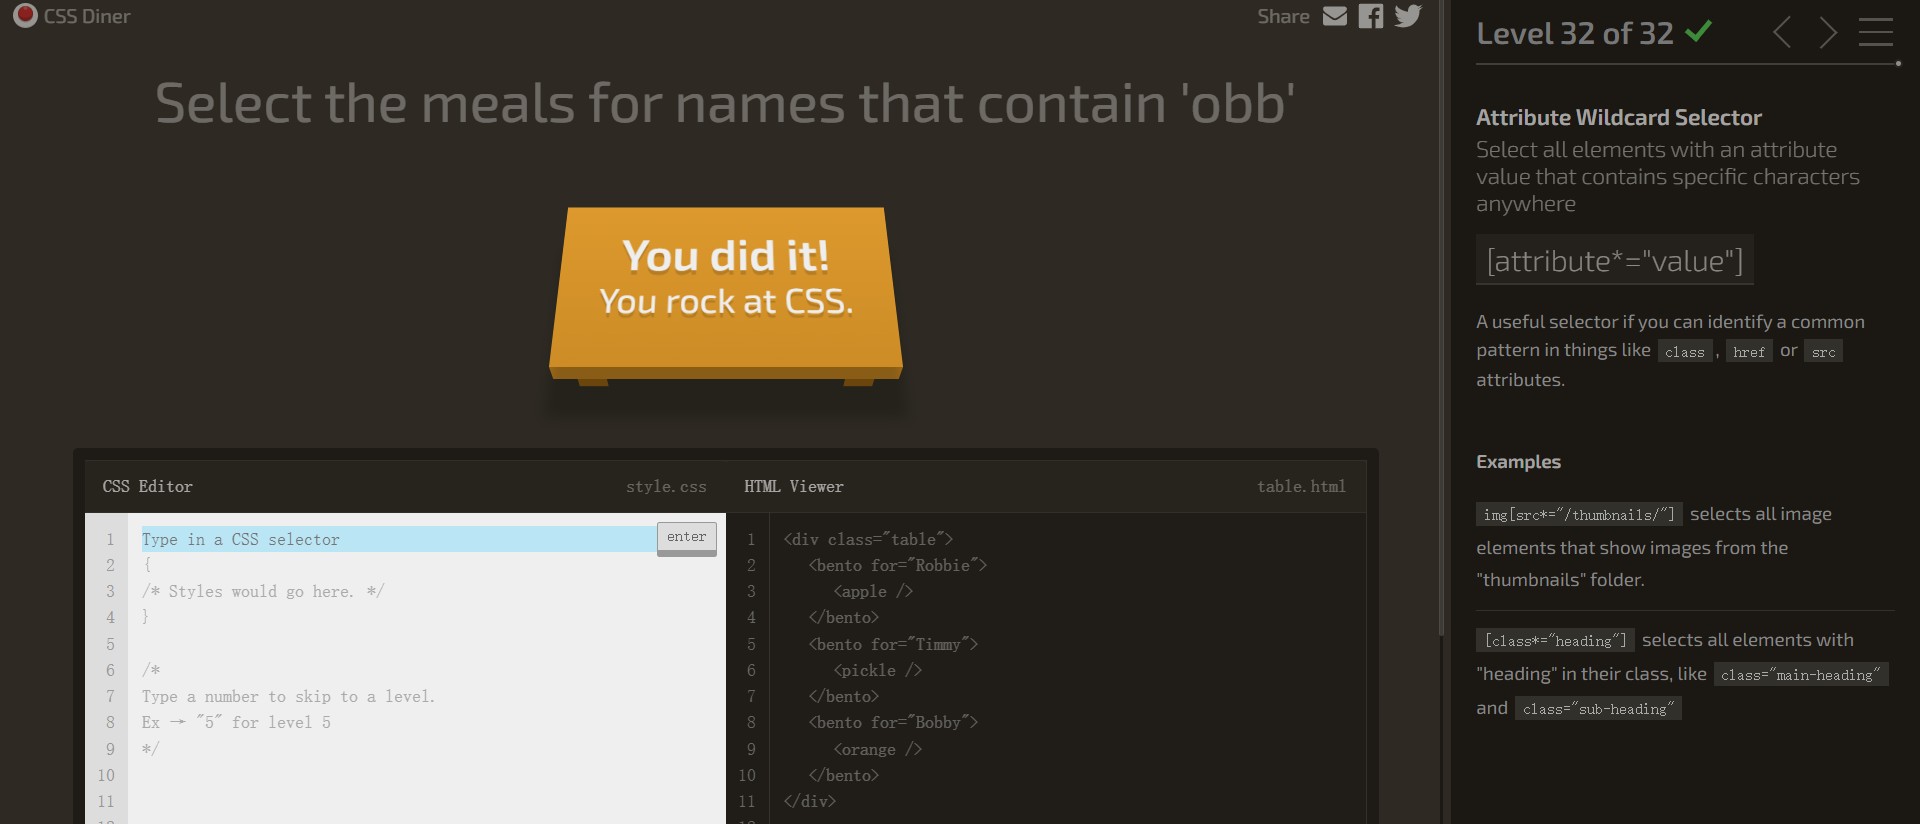 CSS Diner
Share
Select the meals for names that contain 'obb'
You did it!
You rock at CSS.
CSS Editor
style.css
1 Type in a CSS selector
enter
2 {
3 /* Styles would go here. */
4 }
5
6 /*
7 Type a number to skip to a level.
8 Ex → "5" for level 5
9 */
10
11
HTML Viewer
table.html
1 <div class="table">
2 <bento for="Robbie">
3 <apple />
4 </bento>
5 <bento for="Timmy">
6 <pickle />
7 </bento>
8 <bento for="Bobby">
9 <orange />
10 </bento>
11 </div>
Level 32 of 32
Attribute Wildcard Selector
Select all elements with an attribute
value that contains specific characters
anywhere
[attribute*="value"]
A useful selector if you can identify a common
pattern in things like class, href or src
attributes.
Examples
img[src*="/thumbnails/"] selects all image
elements that show images from the
"thumbnails" folder.
[class*="heading"] selects all elements with
"heading" in their class, like class="main-heading"
and class="sub-heading"